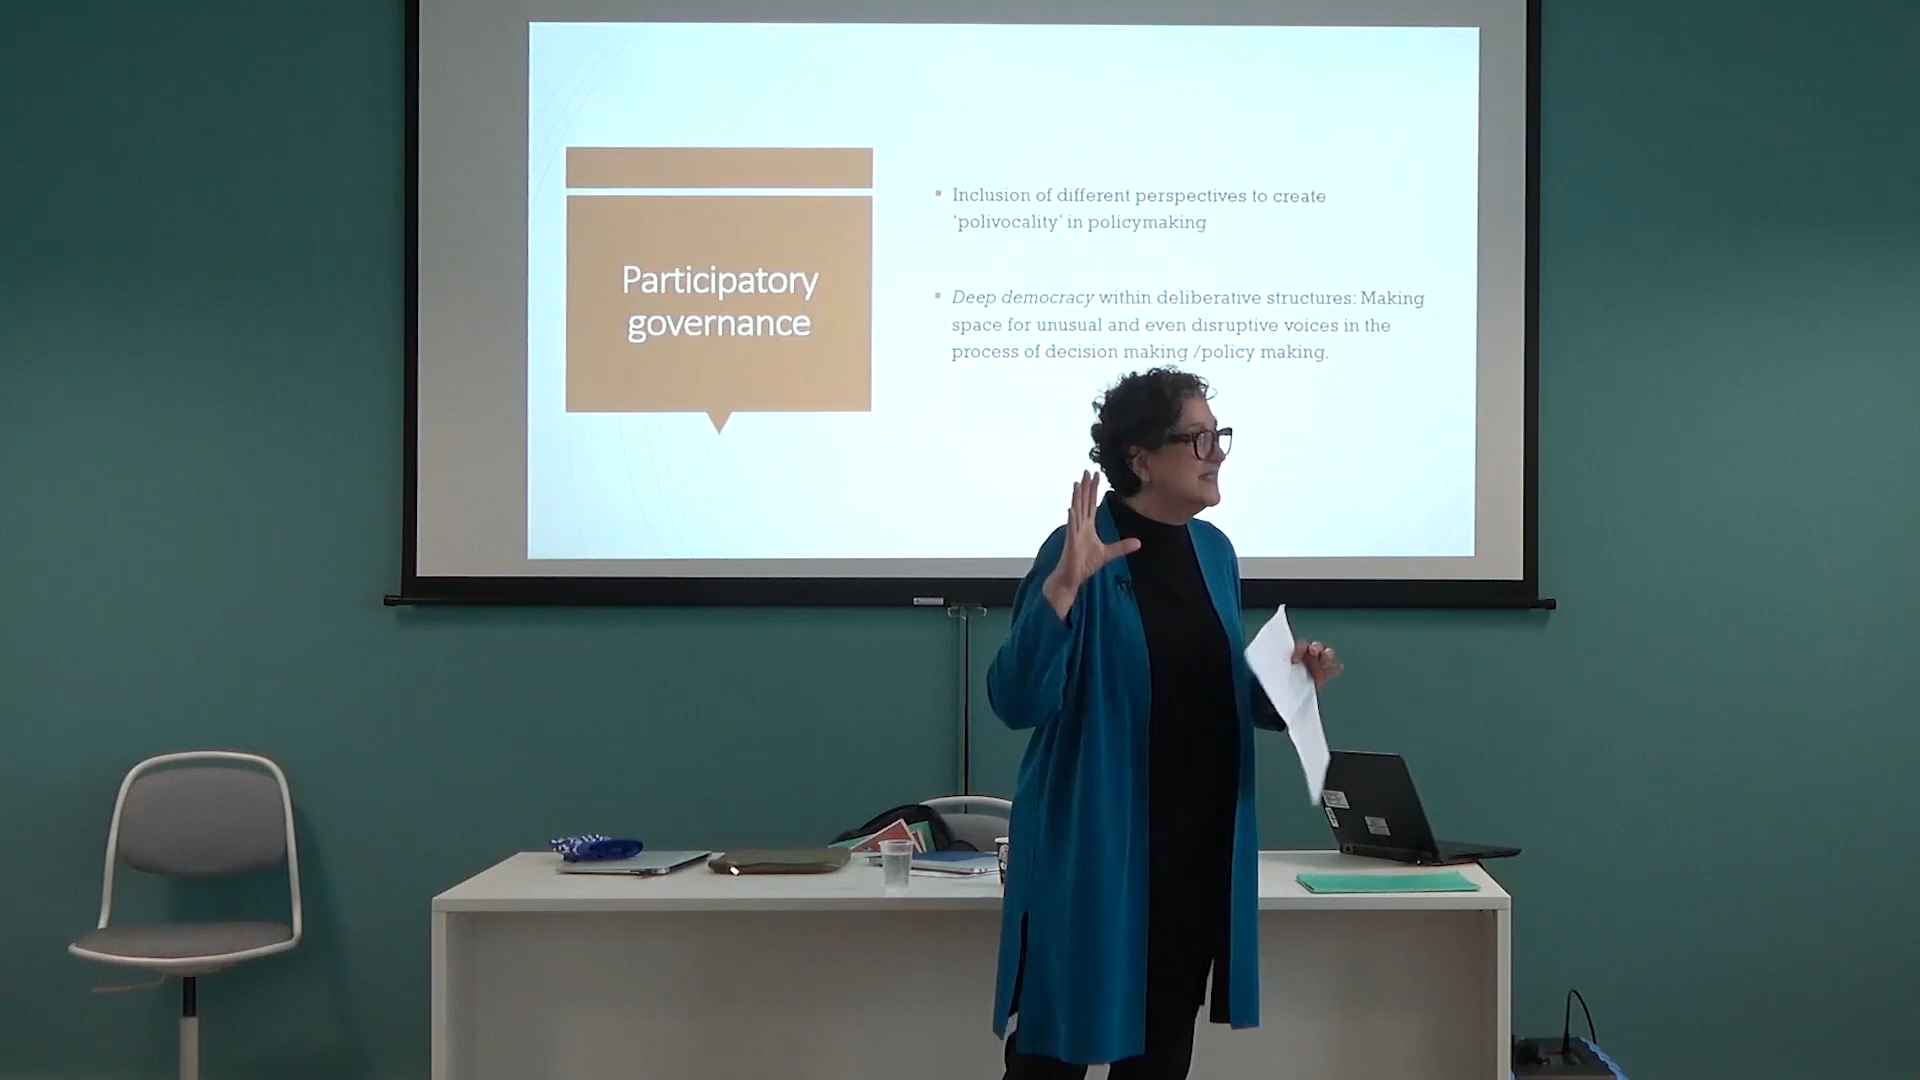 Participatory
governance
Inclusion of different perspectives to create
‘polivocality’ in policymaking
Deep democracy within deliberative structures: Making
space for unusual and even disruptive voices in the
process of decision making /policy making.